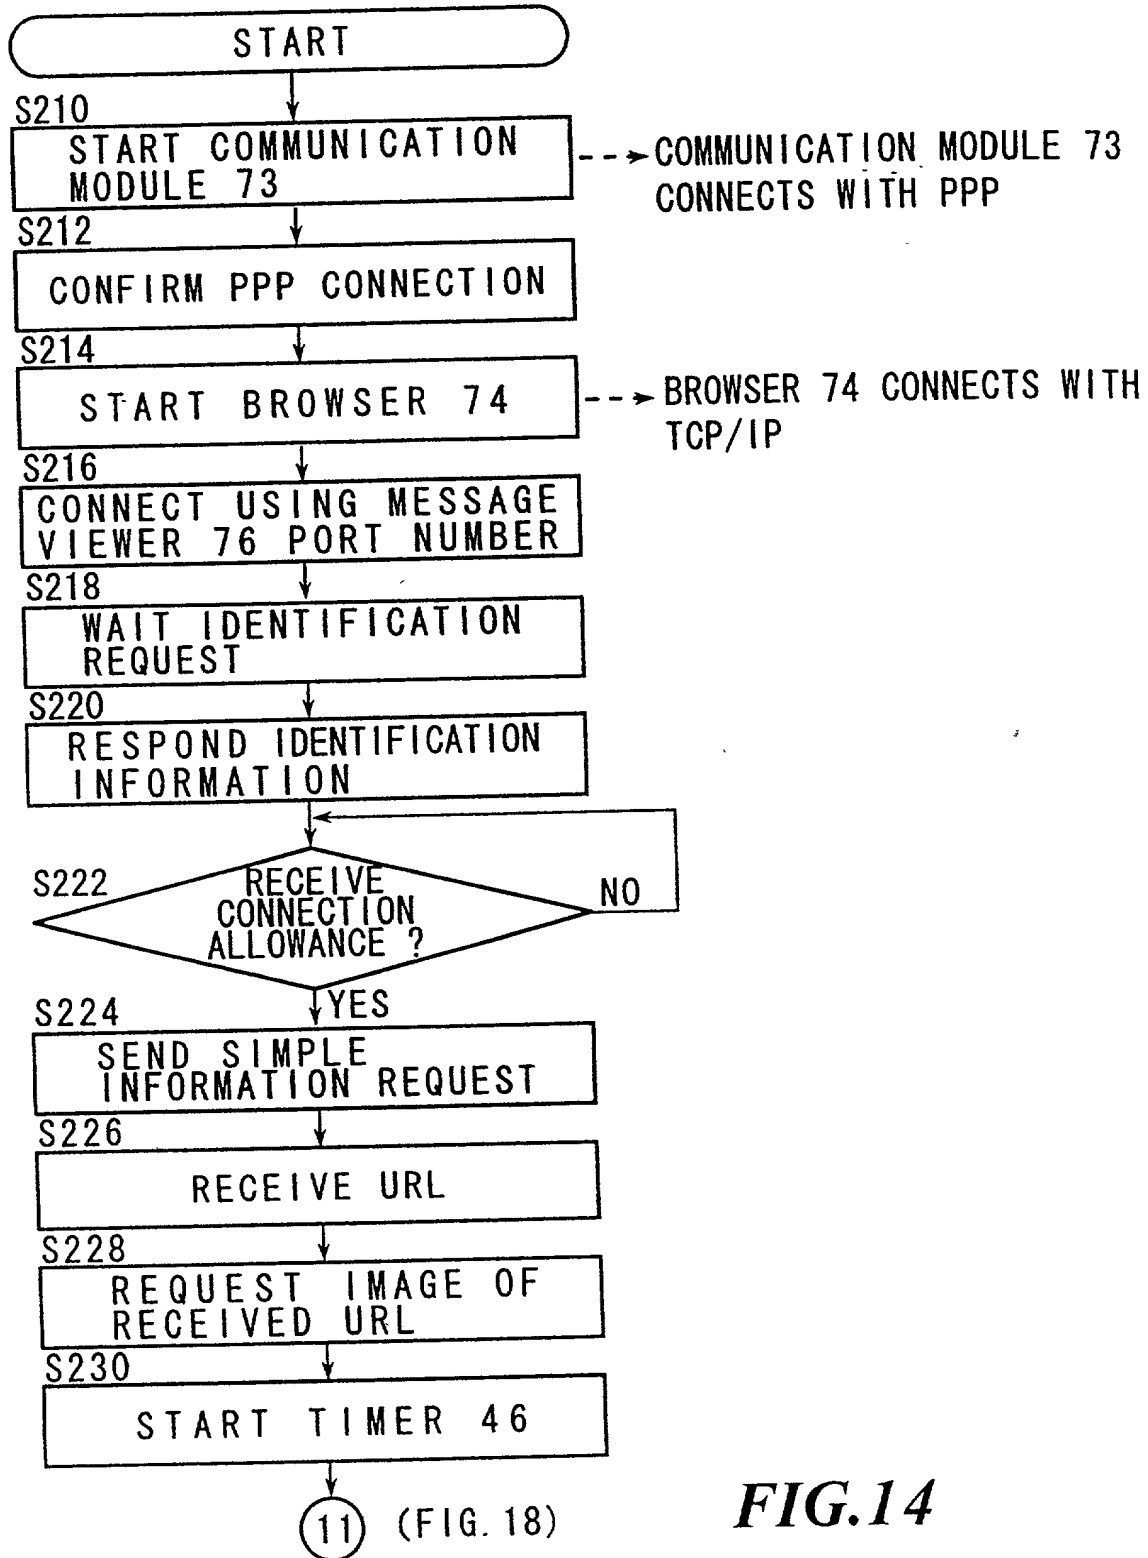 START
S210
START COMMUNICATION
MODULE 73
COMMUNICATION MODULE 73
CONNECTS WITH PPP
S212
CONFIRM PPP CONNECTION
S214
START BROWSER 74
BROWSER 74 CONNECTS WITH
TCP/IP
S216
CONNECT USING MESSAGE
VIEWER 76 PORT NUMBER
S218
WAIT IDENTIFICATION
REQUEST
S220
RESPOND IDENTIFICATION
INFORMATION
S222
RECEIVE
CONNECTION
ALLOWANCE ?
NO
YES
S224
SEND SIMPLE
INFORMATION REQUEST
S226
RECEIVE URL
S228
REQUEST IMAGE OF
RECEIVED URL
S230
START TIMER 46
11 (FIG. 18)
FIG.14